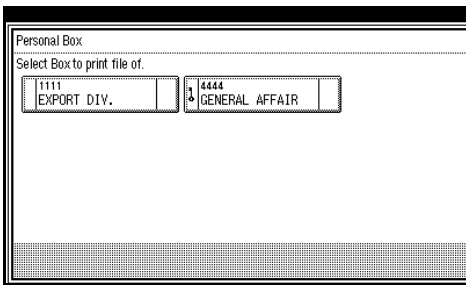 Personal Box
Select Box to print file of.
1111
EXPORT DIV.
4444
GENERAL AFFAIR